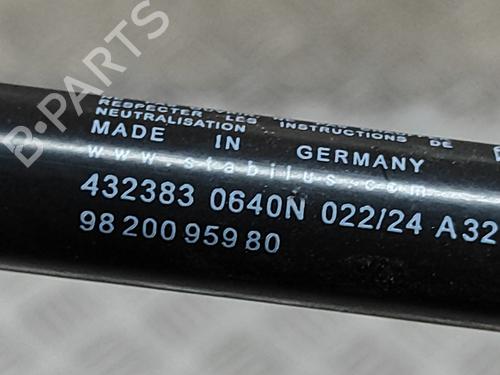 RESPECTER LES INSTRUCTIONS DE
NEUTRALISATION
MADE IN GERMANY
www.stabilus.com
432383 0640N 022/24 A32
98 200 959 80
B-PARTS